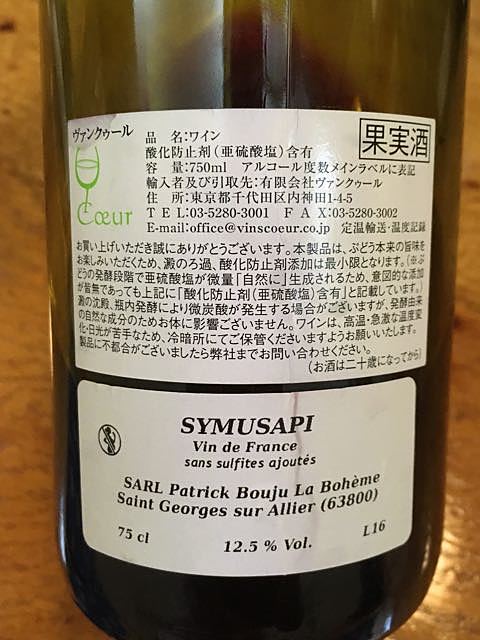 ヴァンクゥール
Cœur
果実酒
品 名:ワイン
酸化防止剤(亜硫酸塩)含有
容 量:750ml アルコール度数メインラベルに表記
輸入者及び引取先:有限会社ヴァンクゥール
住 所:東京都千代田区内神田1-4-5
TEL:03-5280-3001 FAX:03-5280-3002
E-mail:office@vinscoeur.co.jp 定温輸送・温度記録
お買い上げいただき誠にありがとうございます。本製品は、ぶどう本来の旨味を
お楽しみいただくため、澱のろ過、酸化防止剤添加は最小限となります。(※ぶ
どうの発酵段階で亜硫酸塩が微量「自然に」生成されるため、意図的な添加
が皆無であっても上記に「酸化防止剤(亜硫酸塩)含有」と記載しています。)
澱の沈殿、瓶内発酵により微炭酸が発生する場合がございますが、発酵由来
の自然な成分のためお体に影響ございません。ワインは、高温・急激な温度変
化・日光が苦手なため、冷暗所にてご保管くださいますようお願いいたします。
製品に不都合がございましたら弊社までお問い合わせください。
(お酒は二十歳になってから)
SYMUSAPI
Vin de France
sans sulfites ajoutés
SARL Patrick Bouju La Bohème
Saint Georges sur Allier (63800)
75 cl 12.5 % Vol. L16